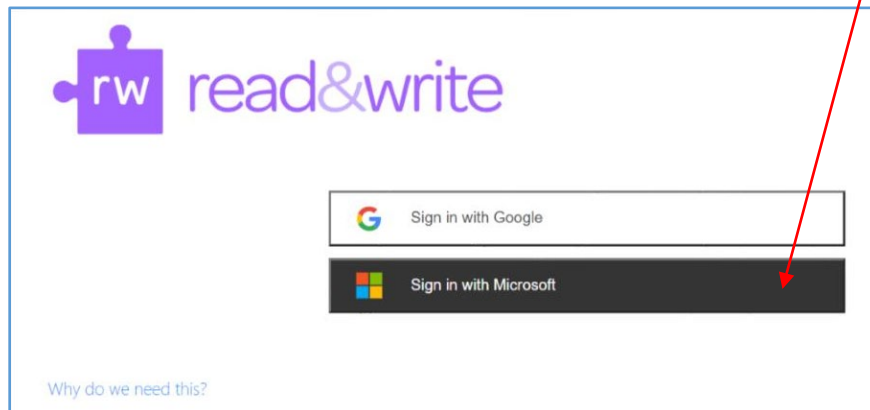 rw read&write
Sign in with Google
Sign in with Microsoft
Why do we need this?